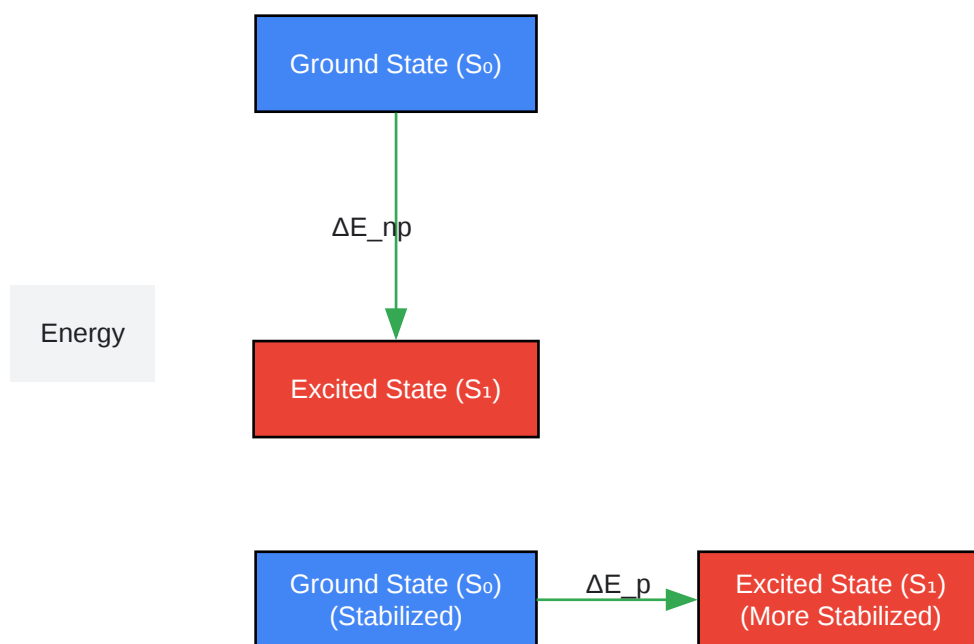 Ground State (S₀)
ΔE_np
Energy
Excited State (S₁)
Ground State (S₀)
(Stabilized)
ΔE_p
Excited State (S₁)
(More Stabilized)